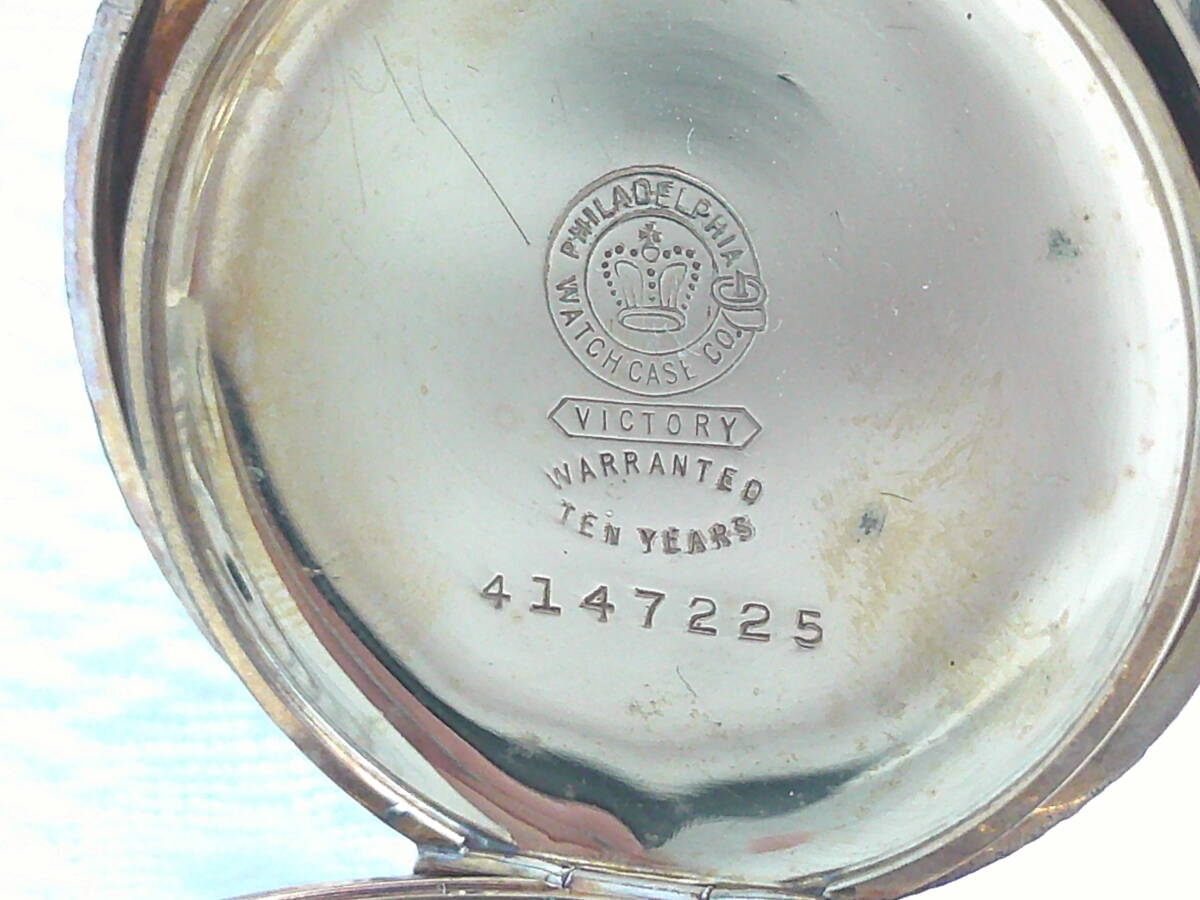 PHILADELPHIA
WATCH CASE CO.
VICTORY
WARRANTED
TEN YEARS
4147225